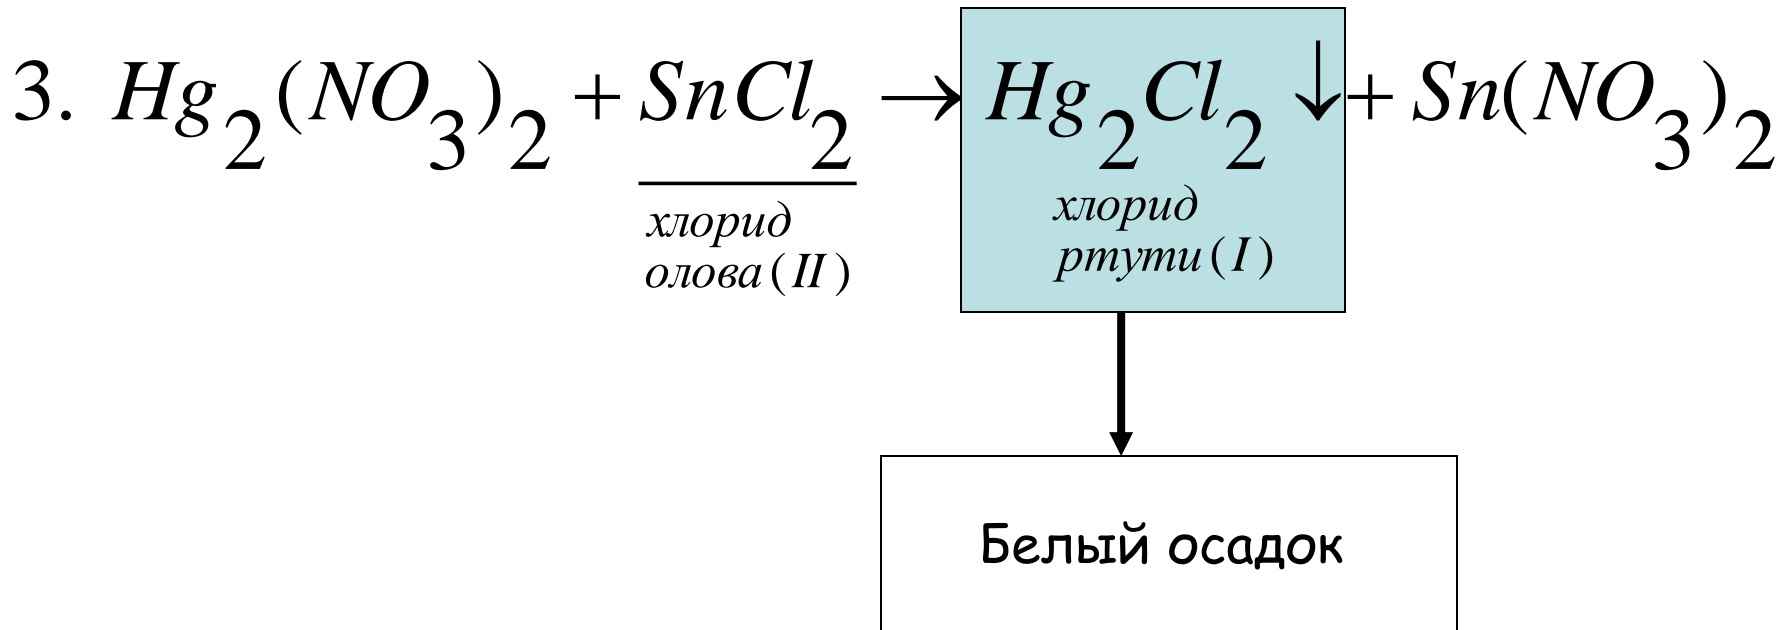 3. Hg₂(NO₃)₂ + SnCl₂ → Hg₂Cl₂ ↓ + Sn(NO₃)₂
хлорид
олова (II)
хлорид
ртути (I)
Белый осадок